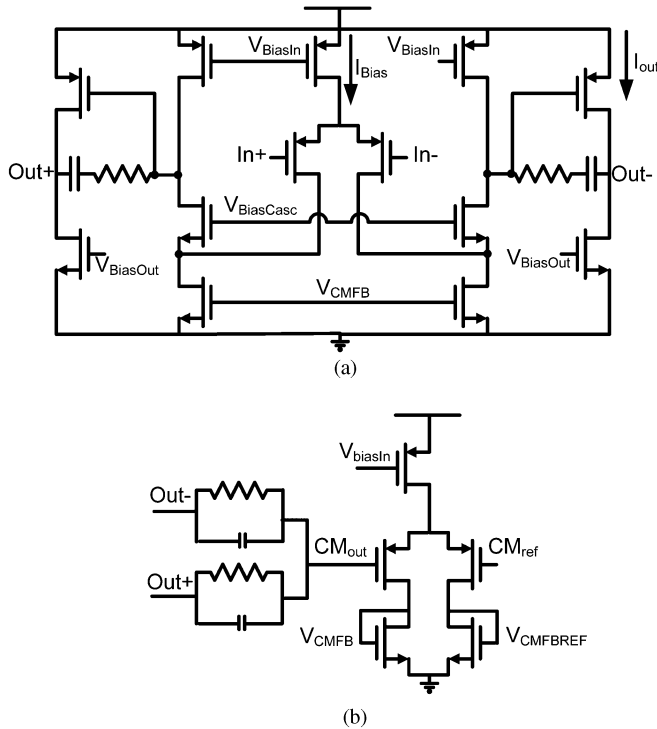 V_BiasIn
V_BiasIn
I_Bias
I_out
In+
In-
Out+
Out-
V_BiasCasc
V_BiasOut
V_BiasOut
V_CMFB
(a)
V_biasIn
Out-
CM_out
CM_ref
Out+
V_CMFB
V_CMFBREF
(b)